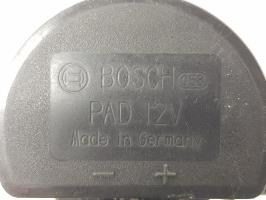 BOSCH
PAD 12V
Made in Germany
- +